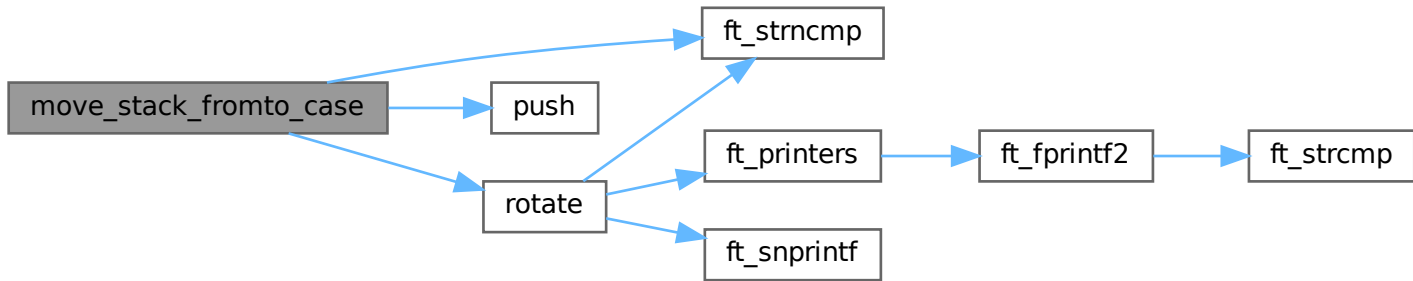 ft_strncmp
move_stack_fromto_case
push
ft_printers
ft_fprintf2
ft_strcmp
rotate
ft_snprintf